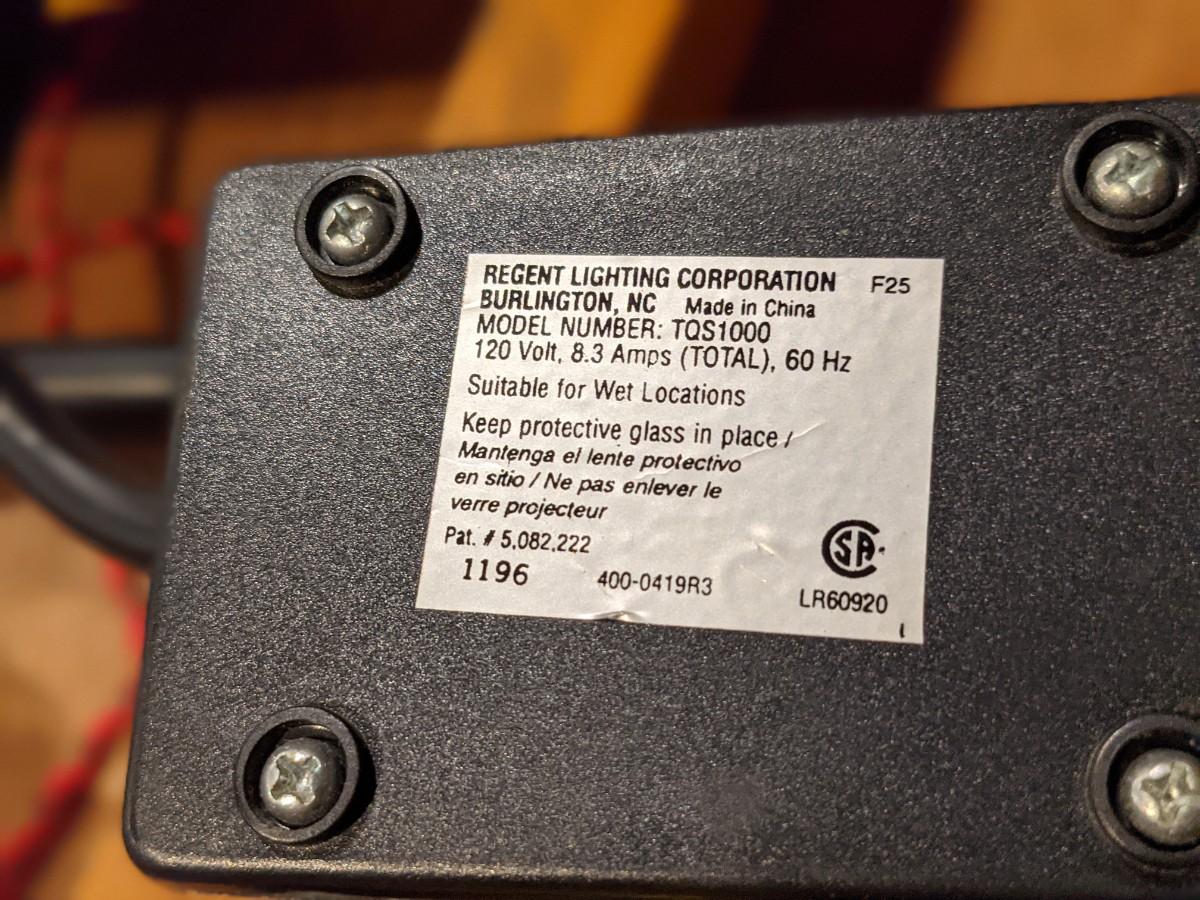 REGENT LIGHTING CORPORATION F25
BURLINGTON, NC Made in China
MODEL NUMBER: TQS1000
120 Volt, 8.3 Amps (TOTAL), 60 Hz
Suitable for Wet Locations
Keep protective glass in place /
Mantenga el lente protectivo
en sitio / Ne pas enlever le
verre projecteur
Pat. # 5,082,222
SA
1196 400-0419R3 LR60920